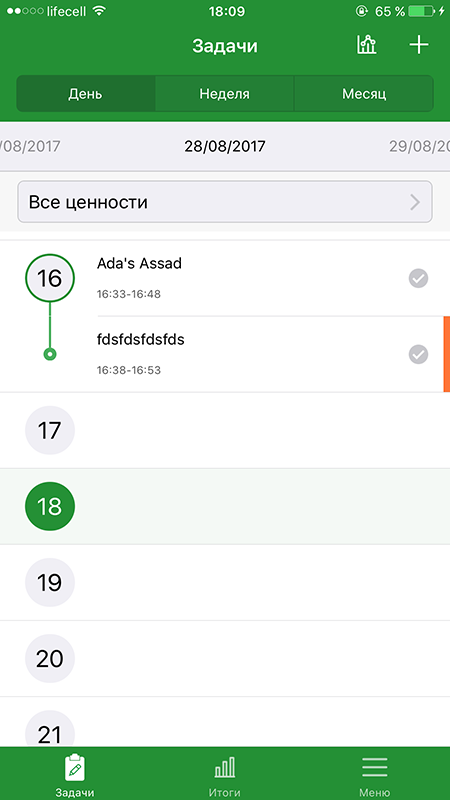 lifecell 18:09 65 %
Задачи
День Неделя Месяц
/08/2017 28/08/2017 29/08/20
Все ценности
16 Ada's Assad
16:33-16:48
fdsfdsfdsfds
16:38-16:53
17
18
19
20
21
Задачи Итоги Меню